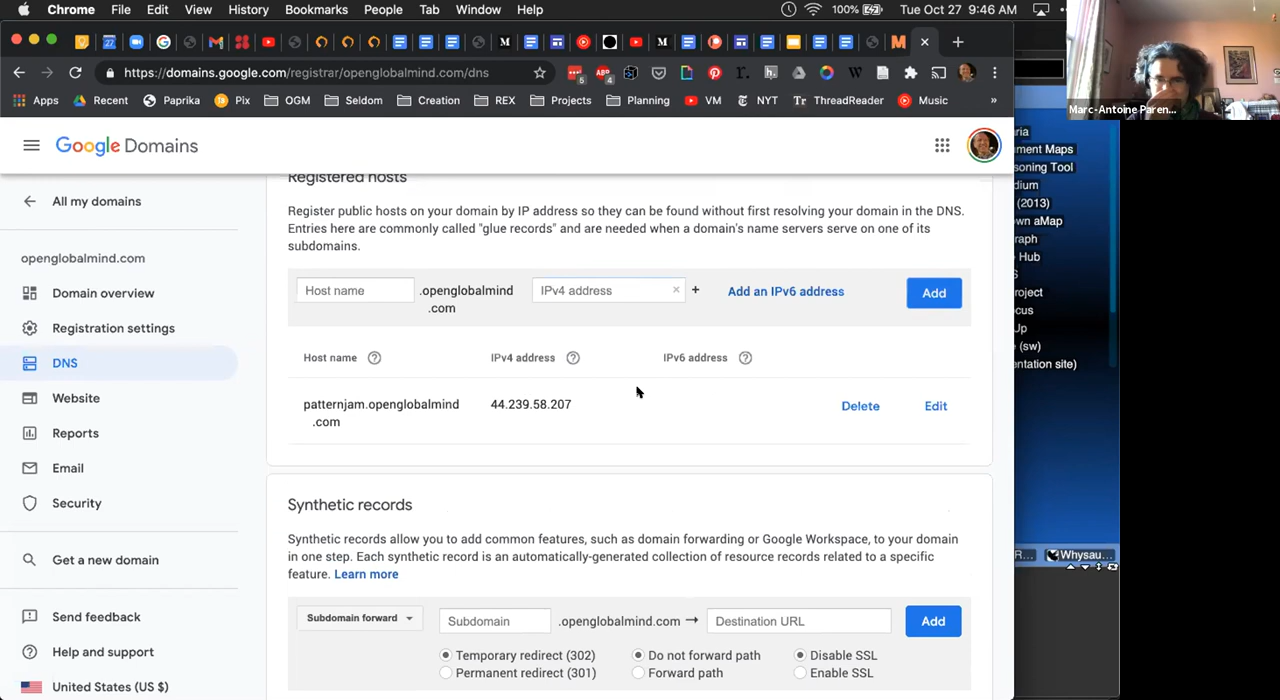 Chrome File Edit View History Bookmarks People Tab Window Help 100% Tue Oct 27 9:46 AM
https://domains.google.com/registrar/openglobalmind.com/dns
Apps Recent Paprika Pix OGM Seldom Creation REX Projects Planning VM NYT ThreadReader Music »
Marc-Antoine Paren...
Google Domains
All my domains
openglobalmind.com
Domain overview
Registration settings
DNS
Website
Reports
Email
Security
Get a new domain
Send feedback
Help and support
United States (US $)
Registered hosts
Register public hosts on your domain by IP address so they can be found without first resolving your domain in the DNS.
Entries here are commonly called "glue records" and are needed when a domain's name servers serve on one of its
subdomains.
Host name .openglobalmind IPv4 address × + Add an IPv6 address Add
.com
Host name IPv4 address IPv6 address
patternjam.openglobalmind 44.239.58.207 Delete Edit
.com
Synthetic records
Synthetic records allow you to add common features, such as domain forwarding or Google Workspace, to your domain
in one step. Each synthetic record is an automatically-generated collection of resource records related to a specific
feature. Learn more
Subdomain forward Subdomain .openglobalmind.com → Destination URL Add
Temporary redirect (302) Do not forward path Disable SSL
Permanent redirect (301) Forward path Enable SSL
aria
ment Maps
soning Tool
dium
(2013)
own aMap
raph
Hub
S
roject
cus
Up
(sw)
entation site)
R... Whysau...